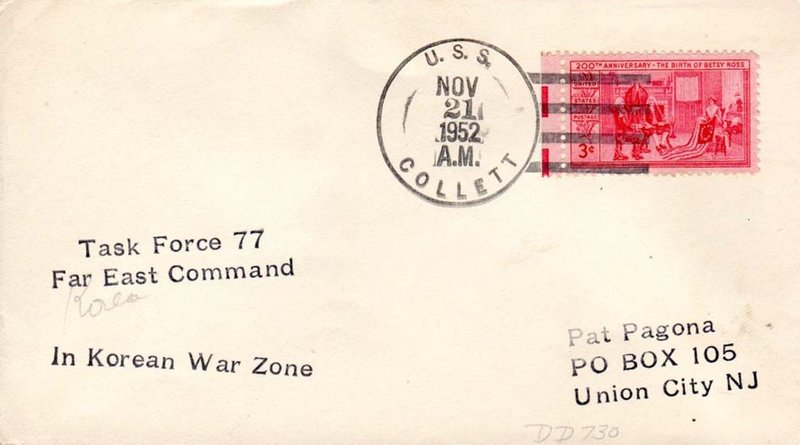 U.S.S.
NOV
21
1952
A.M.
COLLETT
200TH ANNIVERSARY - THE BIRTH OF BETSY ROSS
UNITED
STATES
POSTAGE
3¢
Task Force 77
Far East Command
Korea
In Korean War Zone
Pat Pagona
PO BOX 105
Union City NJ
DD 730